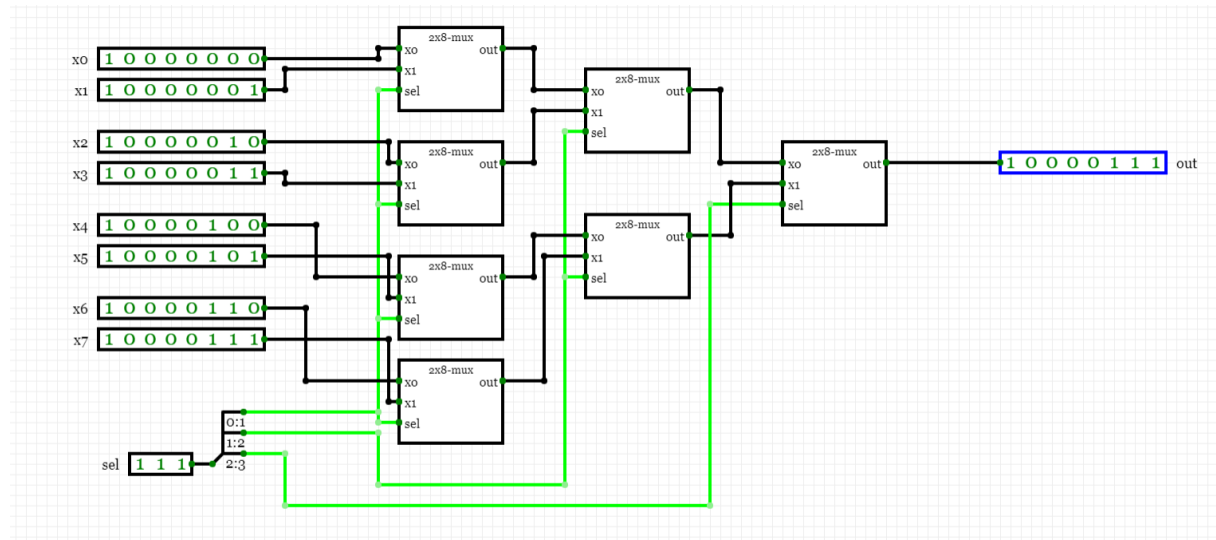 2x8-mux
x0 1 0 0 0 0 0 0 0 x0 out
x1 1 0 0 0 0 0 0 1 x1
sel
2x8-mux
x0 out
x1
sel
x2 1 0 0 0 0 0 1 0 2x8-mux
x3 1 0 0 0 0 0 1 1 x0 out
x1
sel
2x8-mux
x0 out 1 0 0 0 0 1 1 1 out
x1
sel
x4 1 0 0 0 0 1 0 0 2x8-mux
x0 out
x1
sel
x5 1 0 0 0 0 1 0 1 2x8-mux
x0 out
x1
sel
x6 1 0 0 0 0 1 1 0
x7 1 0 0 0 0 1 1 1
2x8-mux
x0 out
x1
sel
0:1
1:2
sel 1 1 1 2:3